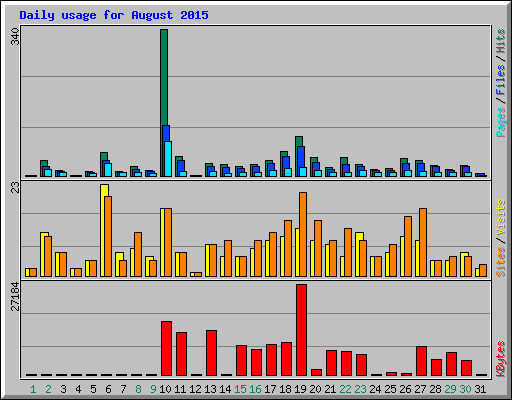 Daily usage for August 2015
340
Pages / Files / Hits
23
Sites / Visits
27184
KBytes
1 2 3 4 5 6 7 8 9 10 11 12 13 14 15 16 17 18 19 20 21 22 23 24 25 26 27 28 29 30 31